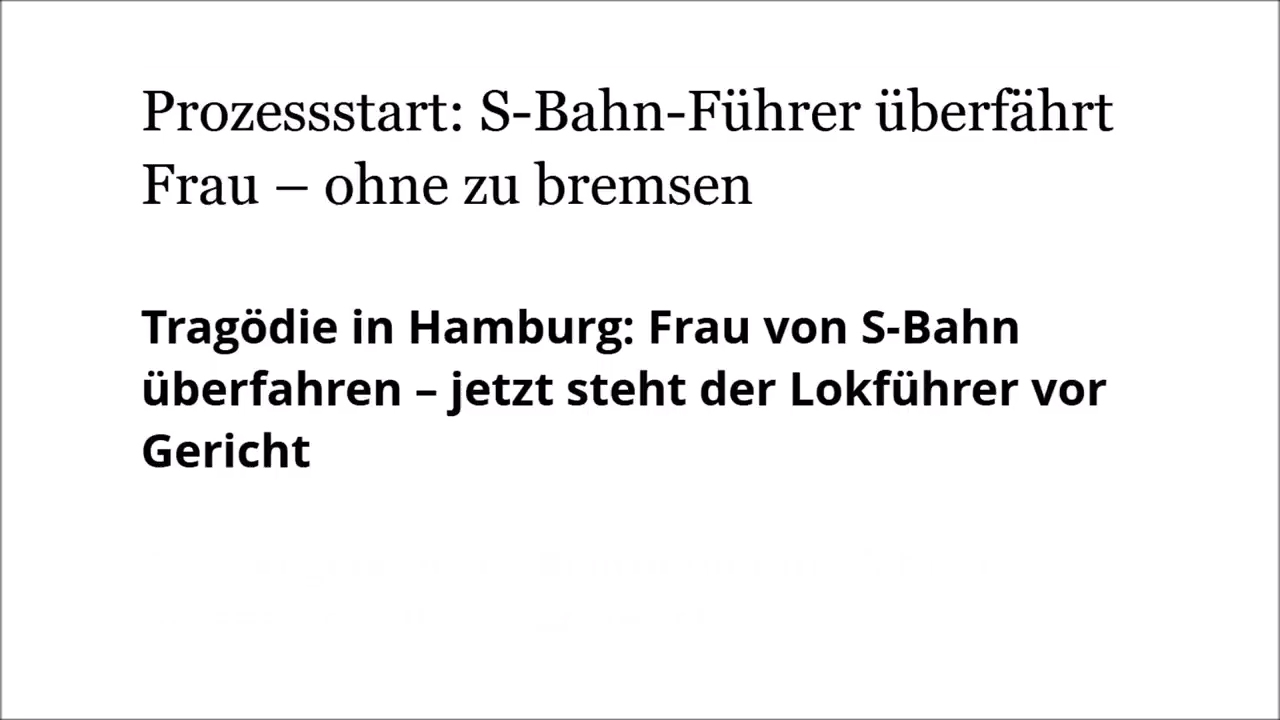 Prozessstart: S-Bahn-Führer überfährt
Frau – ohne zu bremsen
Tragödie in Hamburg: Frau von S-Bahn
überfahren – jetzt steht der Lokführer vor
Gericht